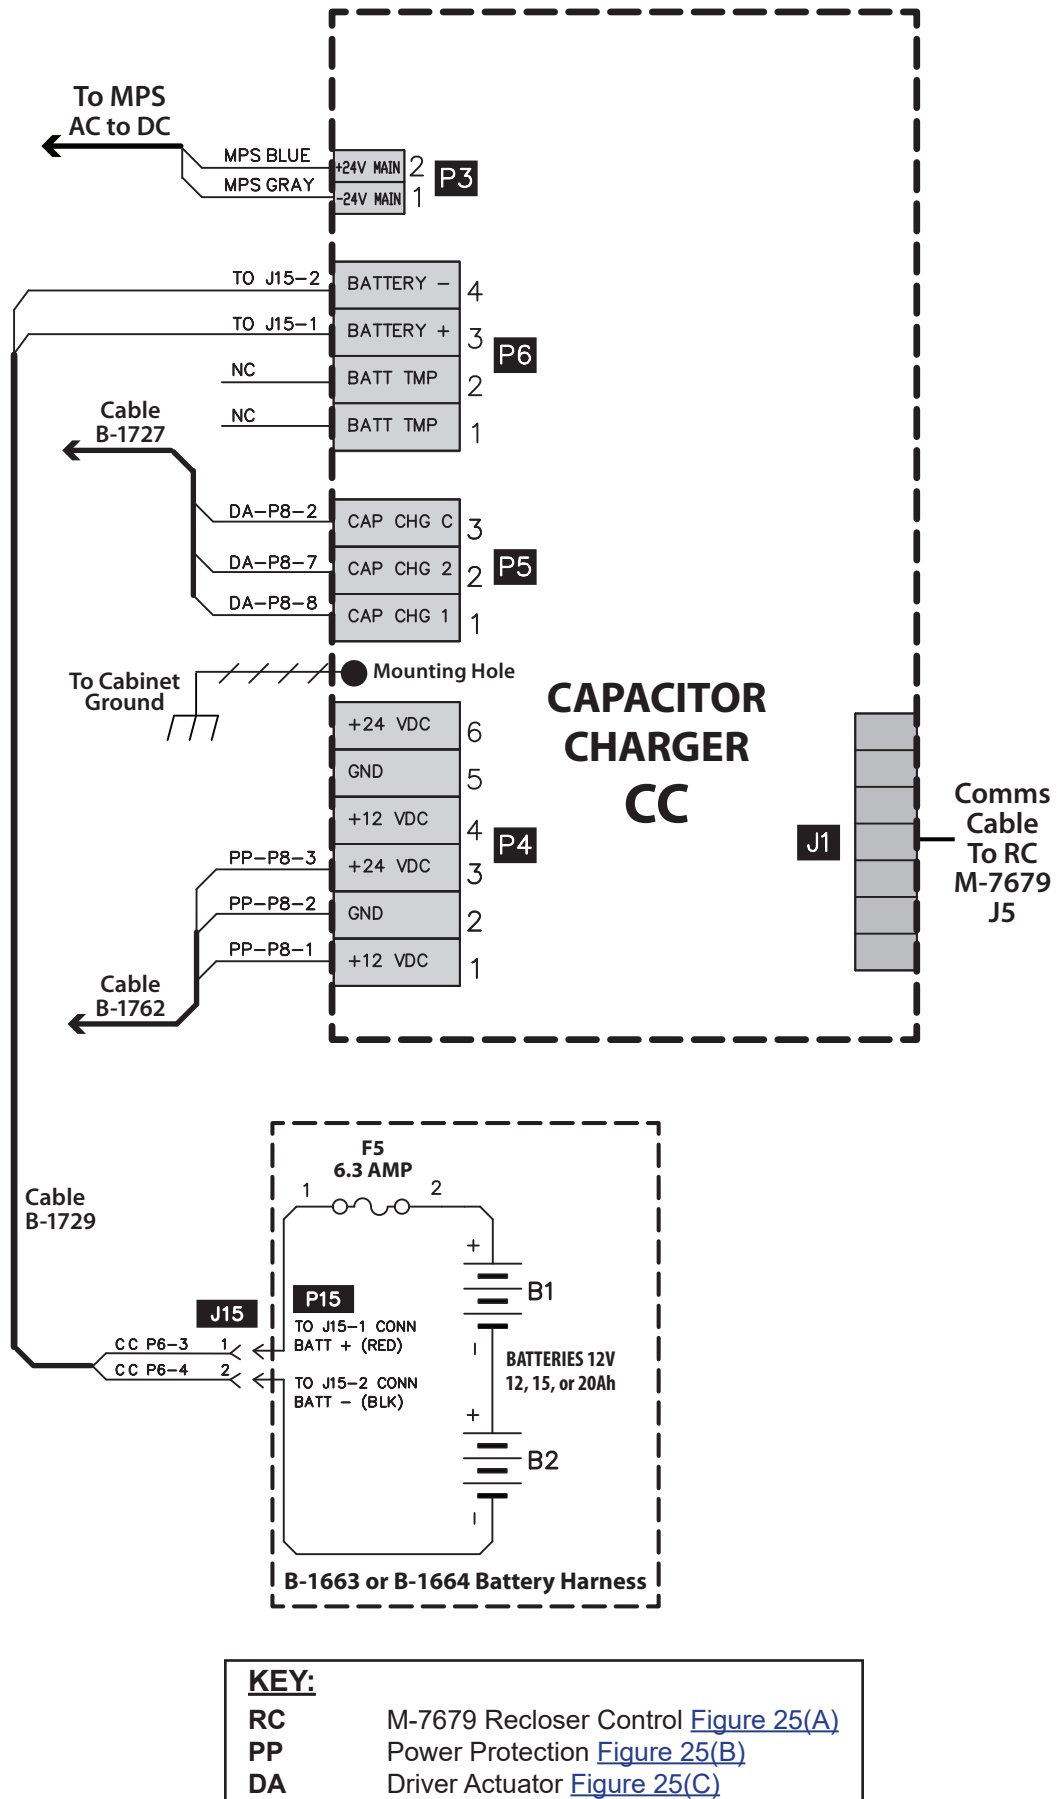 To MPS
AC to DC
MPS BLUE
MPS GRAY
+24V MAIN 2
-24V MAIN 1
P3
TO J15-2
BATTERY - 4
TO J15-1
BATTERY + 3
P6
NC
BATT TMP 2
NC
BATT TMP 1
Cable
B-1727
DA-P8-2
CAP CHG C 3
DA-P8-7
CAP CHG 2 2
P5
DA-P8-8
CAP CHG 1 1
Mounting Hole
To Cabinet
Ground
CAPACITOR
CHARGER
CC
+24 VDC 6
GND 5
+12 VDC 4
P4
PP-P8-3
+24 VDC 3
PP-P8-2
GND 2
PP-P8-1
+12 VDC 1
Cable
B-1762
J1
Comms
Cable
To RC
M-7679
J5
F5
6.3 AMP
1 2
Cable
B-1729
+
B1
-
J15
P15
TO J15-1 CONN
BATT + (RED)
CC P6-3 1
CC P6-4 2
TO J15-2 CONN
BATT - (BLK)
BATTERIES 12V
12, 15, or 20Ah
+
B2
-
B-1663 or B-1664 Battery Harness
KEY:
RC M-7679 Recloser Control Figure 25(A)
PP Power Protection Figure 25(B)
DA Driver Actuator Figure 25(C)